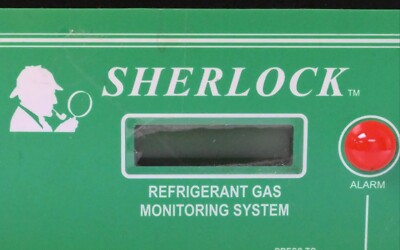 SHERLOCK™
REFRIGERANT GAS
MONITORING SYSTEM
ALARM